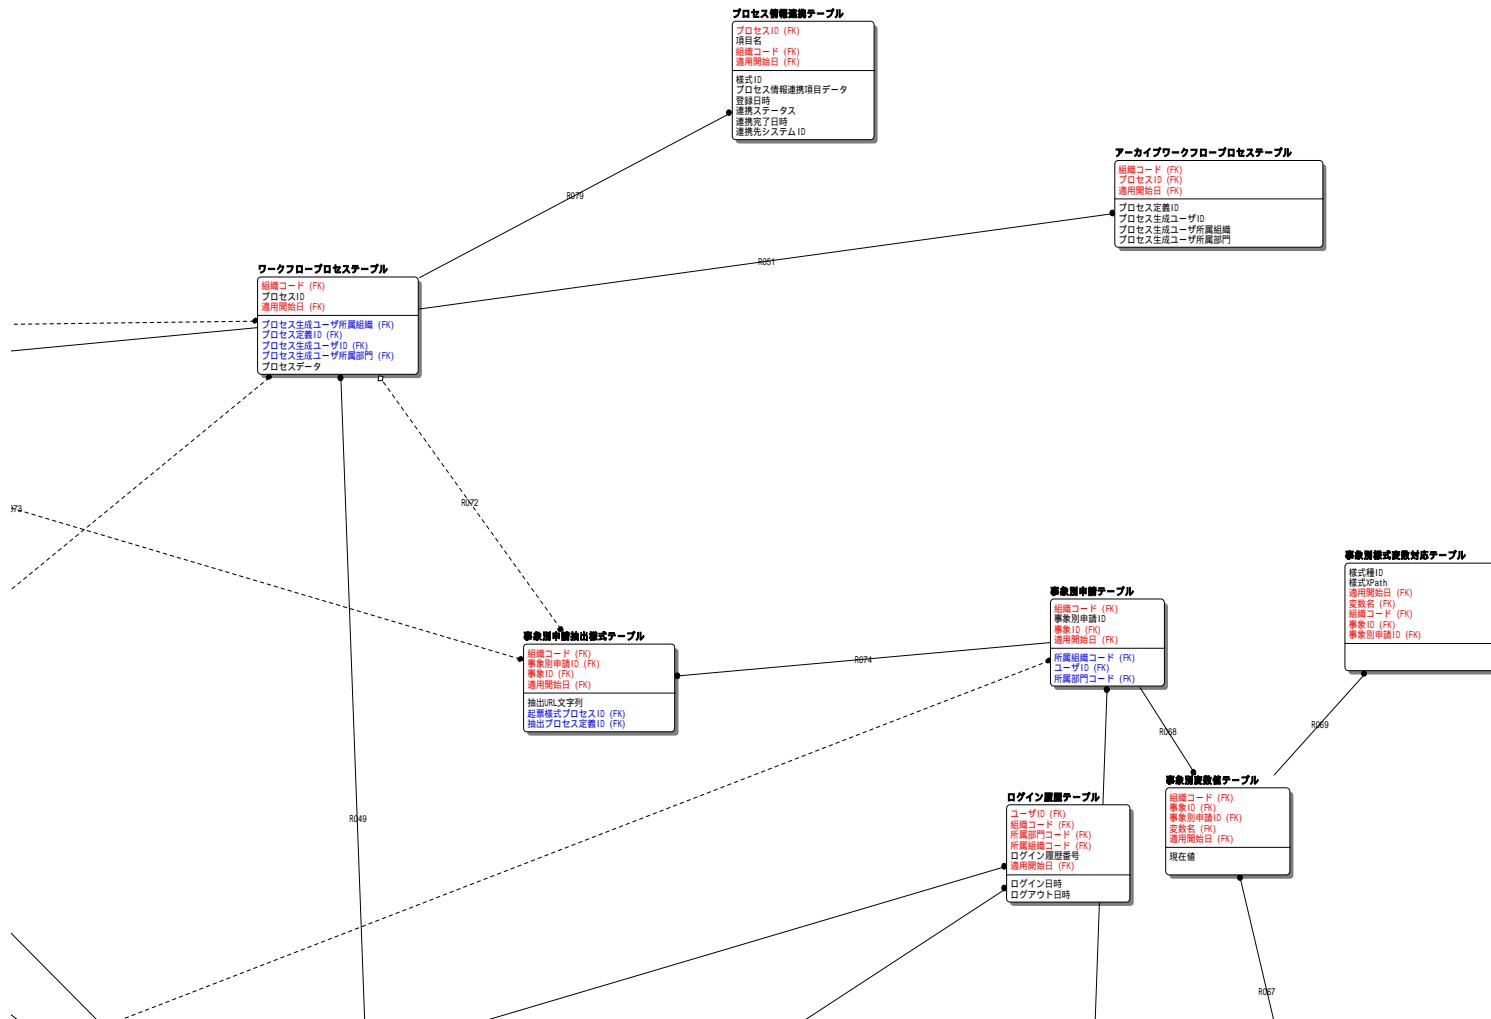 プロセス情報連携テーブル
プロセスID (FK)
項目名
組織コード (FK)
適用開始日 (FK)
様式ID
プロセス情報連携項目データ
登録日時
連携ステータス
連携完了日時
連携先システムID
アーカイブワークフロープロセステーブル
組織コード (FK)
プロセスID (FK)
適用開始日 (FK)
プロセス定義ID
プロセス生成ユーザID
プロセス生成ユーザ所属組織
プロセス生成ユーザ所属部門
R079
R051
ワークフロープロセステーブル
組織コード (FK)
プロセスID
適用開始日 (FK)
プロセス生成ユーザ所属組織 (FK)
プロセス定義ID (FK)
プロセス生成ユーザID (FK)
プロセス生成ユーザ所属部門 (FK)
プロセスデータ
R072
事象別申請抽出様式テーブル
組織コード (FK)
事象別申請ID (FK)
事象ID (FK)
適用開始日 (FK)
抽出URL文字列
起票様式プロセスID (FK)
抽出プロセス定義ID (FK)
R074
事象別申請テーブル
組織コード (FK)
事象別申請ID
事象ID (FK)
適用開始日 (FK)
所属組織コード (FK)
ユーザID (FK)
所属部門コード (FK)
事象別様式変数対応テーブル
様式種ID
様式XPath
適用開始日 (FK)
変数名 (FK)
組織コード (FK)
事象ID (FK)
事象別申請ID (FK)
R068
R069
事象別変数値テーブル
組織コード (FK)
事象ID (FK)
事象別申請ID (FK)
変数名 (FK)
適用開始日 (FK)
現在値
ログイン履歴テーブル
ユーザID (FK)
組織コード (FK)
所属部門コード (FK)
所属組織コード (FK)
ログイン履歴番号
適用開始日 (FK)
ログイン日時
ログアウト日時
R049
R067